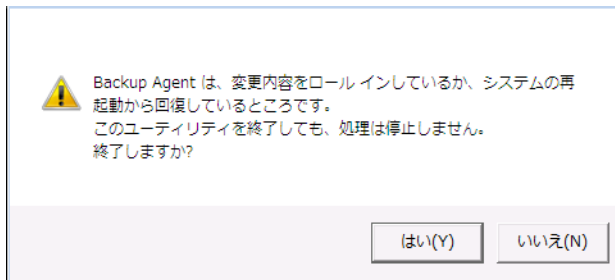 Backup Agent は、変更内容をロール インしているか、システムの再
起動から回復しているところです。
このユーティリティを終了しても、処理は停止しません。
終了しますか?
はい(Y)
いいえ(N)